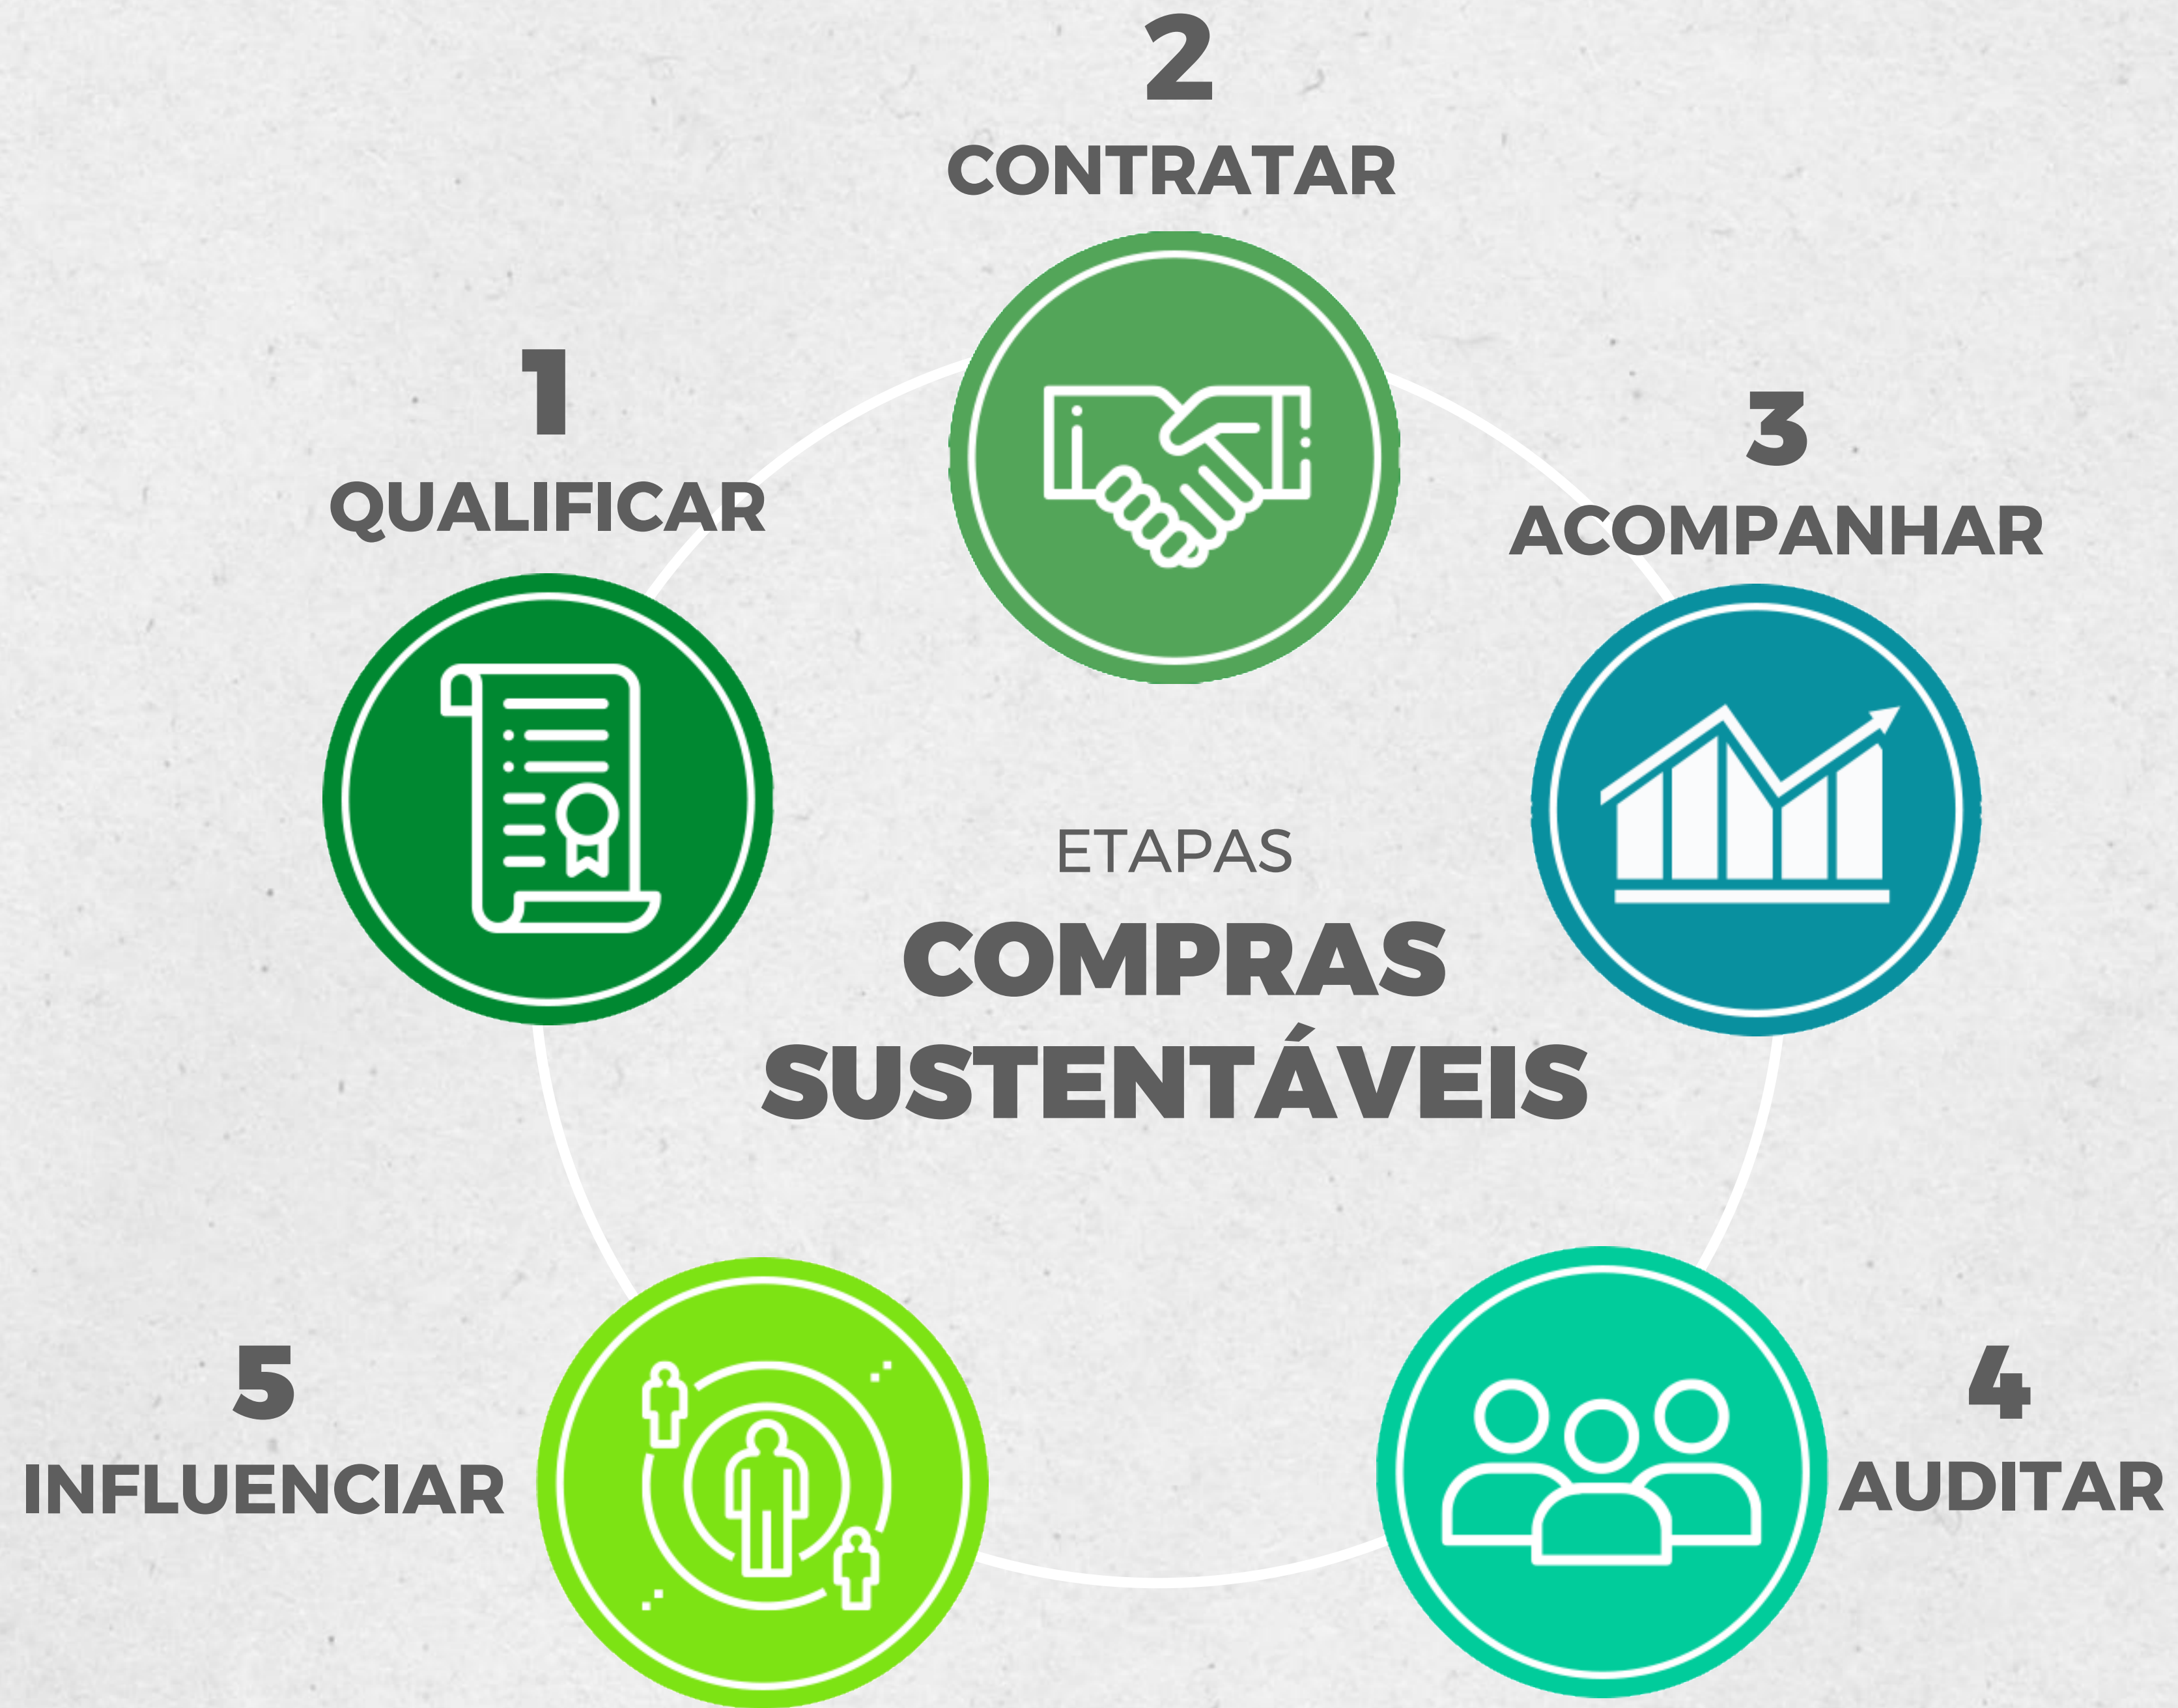 2
CONTRATAR
1
QUALIFICAR
3
ACOMPANHAR
ETAPAS
COMPRAS
SUSTENTÁVEIS
5
INFLUENCIAR
4
AUDITAR